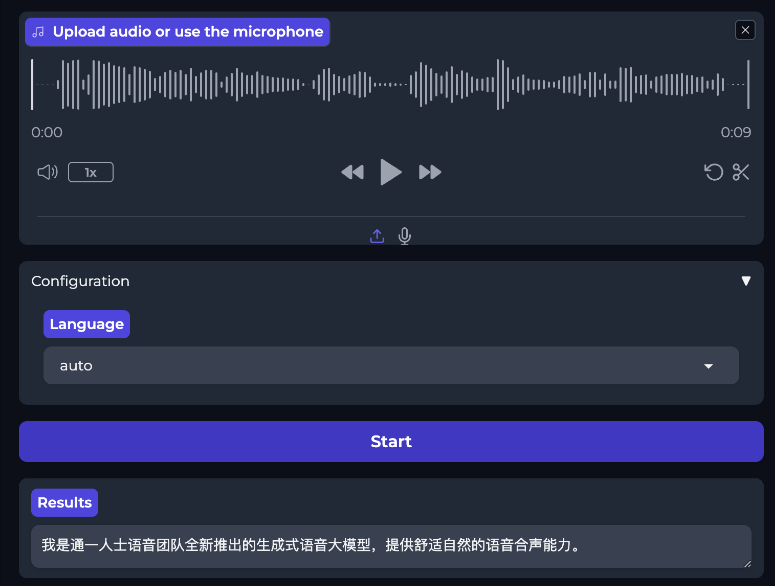 Upload audio or use the microphone
0:00
0:09
1x
Configuration
Language
auto
Start
Results
我是通一人士语音团队全新推出的生成式语音大模型，提供舒适自然的语音合声能力。